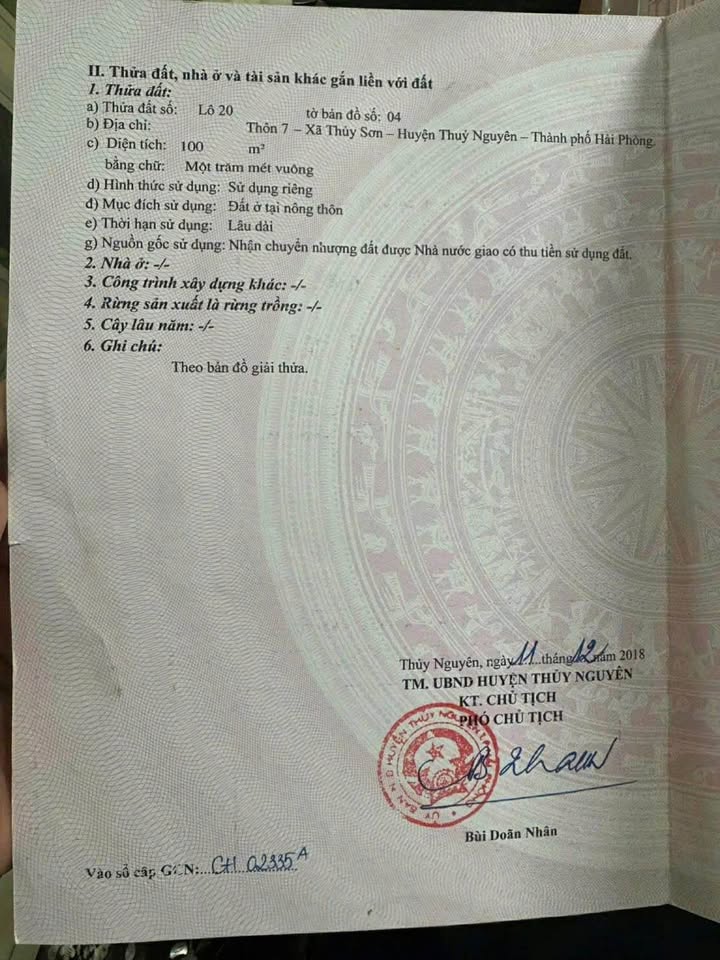 II. Thửa đất, nhà ở và tài sản khác gắn liền với đất
1. Thửa đất:
a) Thửa đất số: Lô 20 tờ bản đồ số: 04
b) Địa chỉ: Thôn 7 – Xã Thủy Sơn – Huyện Thuỷ Nguyên – Thành phố Hải Phòng.
c) Diện tích: 100 m²
bằng chữ: Một trăm mét vuông
d) Hình thức sử dụng: Sử dụng riêng
đ) Mục đích sử dụng: Đất ở tại nông thôn
e) Thời hạn sử dụng: Lâu dài
g) Nguồn gốc sử dụng: Nhận chuyển nhượng đất được Nhà nước giao có thu tiền sử dụng đất.
2. Nhà ở: -/-
3. Công trình xây dựng khác: -/-
4. Rừng sản xuất là rừng trồng: -/-
5. Cây lâu năm: -/-
6. Ghi chú:
Theo bản đồ giải thửa.
Thủy Nguyên, ngày 11...tháng 12 năm 2018
TM. UBND HUYỆN THỦY NGUYÊN
KT. CHỦ TỊCH
PHÓ CHỦ TỊCH
B. Nhân
Bùi Doãn Nhân
Vào sổ cấp GCN:...CH 02335 A